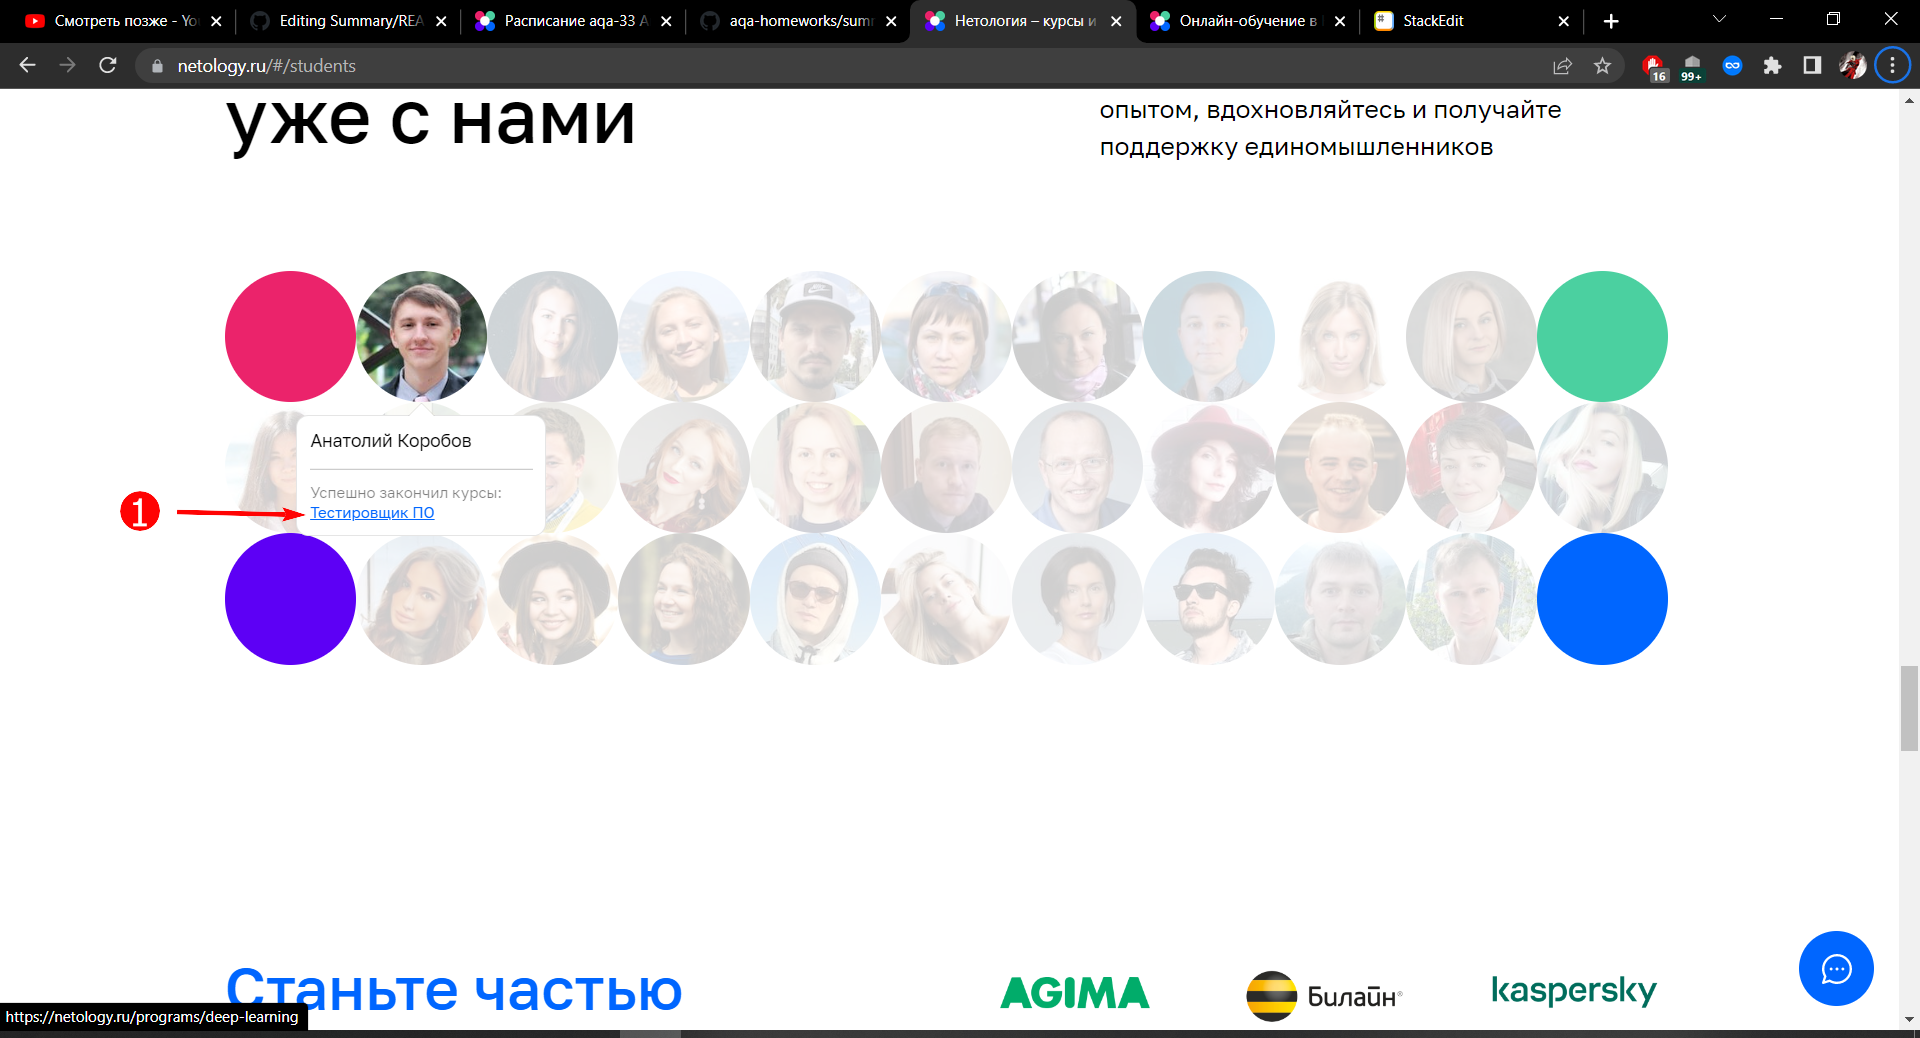 Смотреть позже - Yo
Editing Summary/REA
Расписание aqa-33 А
aqa-homeworks/sum
Нетология – курсы и
Онлайн-обучение в
StackEdit
netology.ru/#/students
16
99+
уже с нами
опытом, вдохновляйтесь и получайте
поддержку единомышленников
Анатолий Коробов
Успешно закончил курсы:
1
Тестировщик ПО
Станьте частью
AGIMA
Билайн®
kaspersky
https://netology.ru/programs/deep-learning